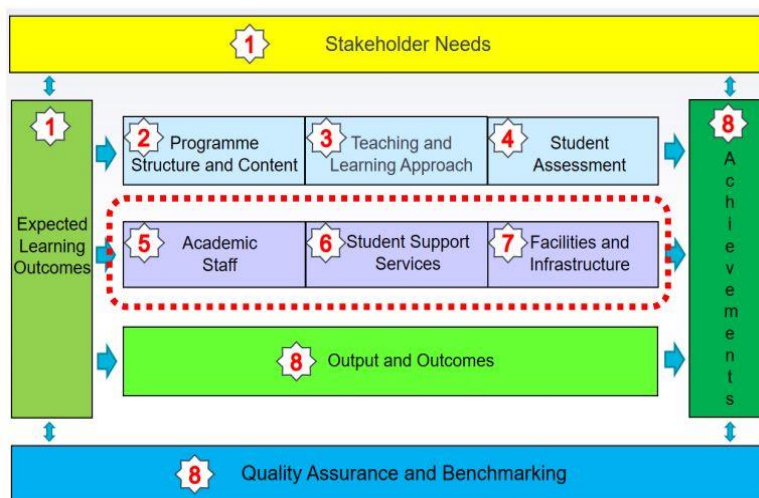 1 Stakeholder Needs
1
Expected
Learning
Outcomes
2 Programme
Structure and Content
3 Teaching and
Learning Approach
4 Student
Assessment
5 Academic
Staff
6 Student Support
Services
7 Facilities and
Infrastructure
8 Output and Outcomes
8
Achievements
8 Quality Assurance and Benchmarking